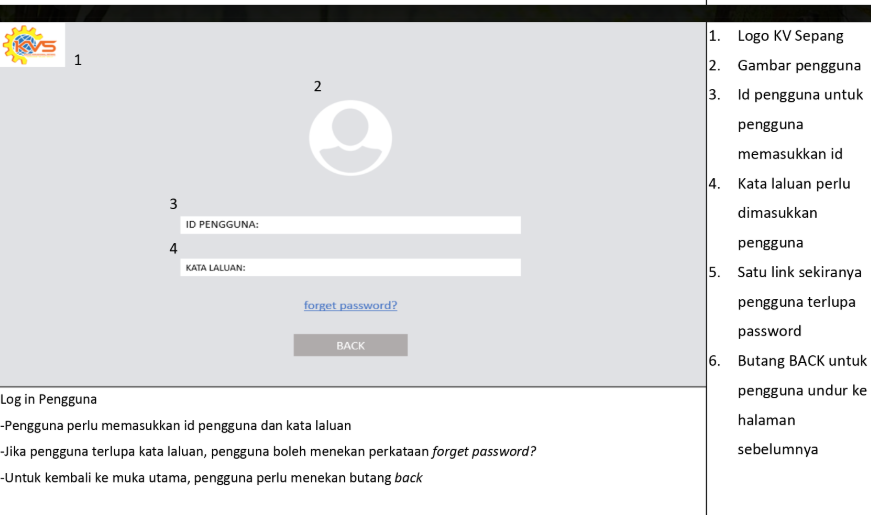 KVS
1
2
3
ID PENGGUNA:
4
KATA LALUAN:
forget password?
BACK
Log in Pengguna
-Pengguna perlu memasukkan id pengguna dan kata laluan
-Jika pengguna terlupa kata laluan, pengguna boleh menekan perkataan forget password?
-Untuk kembali ke muka utama, pengguna perlu menekan butang back
1. Logo KV Sepang
2. Gambar pengguna
3. Id pengguna untuk
pengguna
memasukkan id
4. Kata laluan perlu
dimasukkan
pengguna
5. Satu link sekiranya
pengguna terlupa
password
6. Butang BACK untuk
pengguna undur ke
halaman
sebelumnya